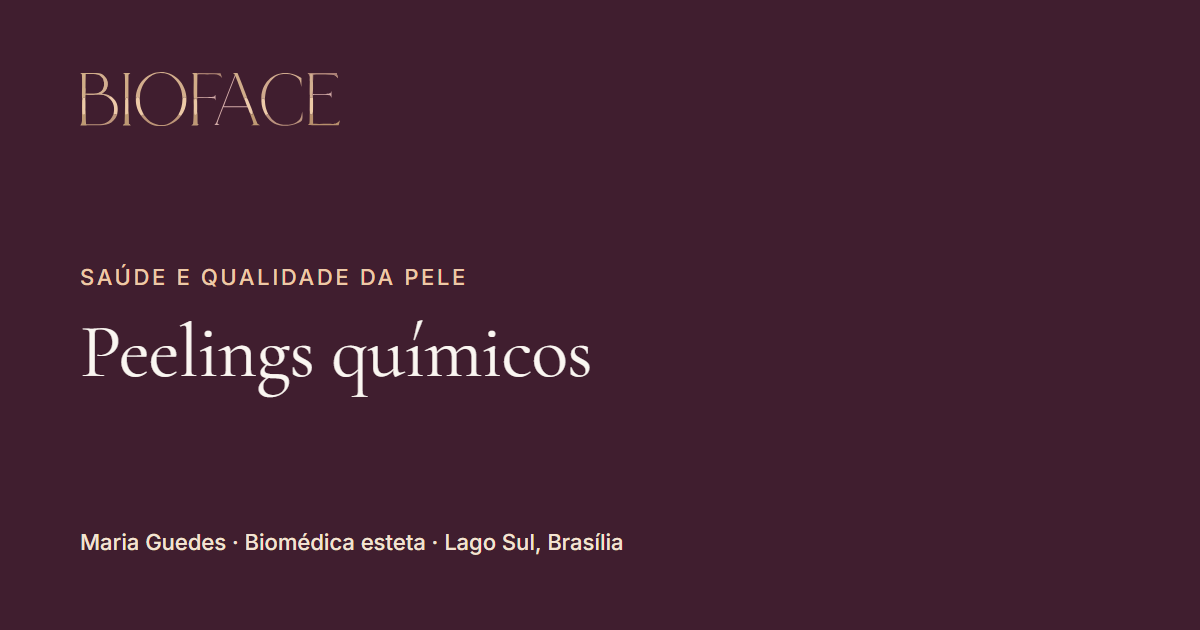 BIOFACE
SAÚDE E QUALIDADE DA PELE
Peelings químicos
Maria Guedes · Biomédica esteta · Lago Sul, Brasília